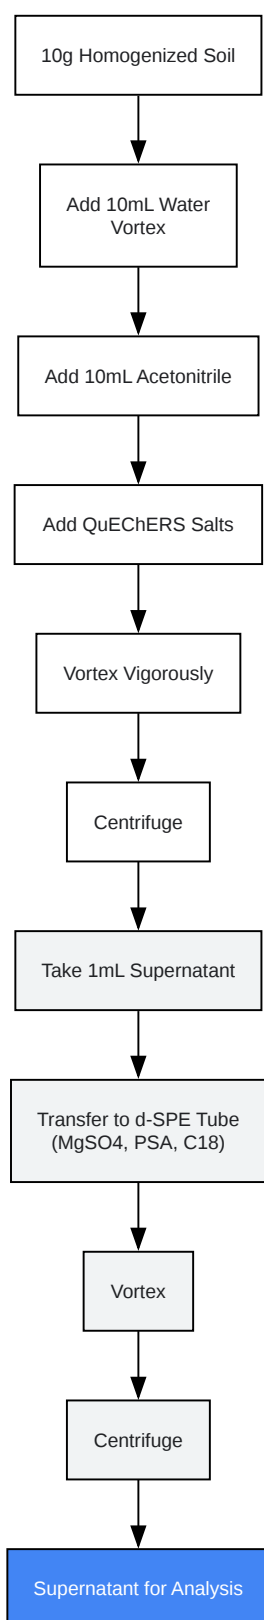 10g Homogenized Soil
Add 10mL Water
Vortex
Add 10mL Acetonitrile
Add QuEChERS Salts
Vortex Vigorously
Centrifuge
Take 1mL Supernatant
Transfer to d-SPE Tube
(MgSO4, PSA, C18)
Vortex
Centrifuge
Supernatant for Analysis